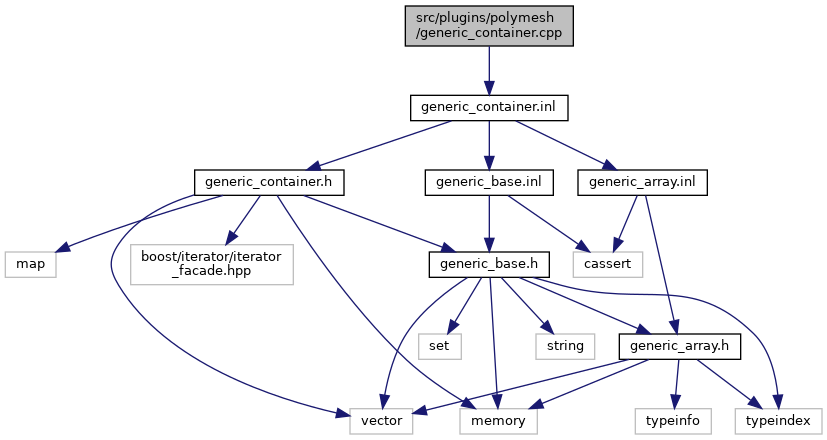 src/plugins/polymesh
/generic_container.cpp
generic_container.inl
generic_container.h
generic_base.inl
generic_array.inl
map
boost/iterator/iterator
_facade.hpp
generic_base.h
cassert
set
string
generic_array.h
vector
memory
typeinfo
typeindex